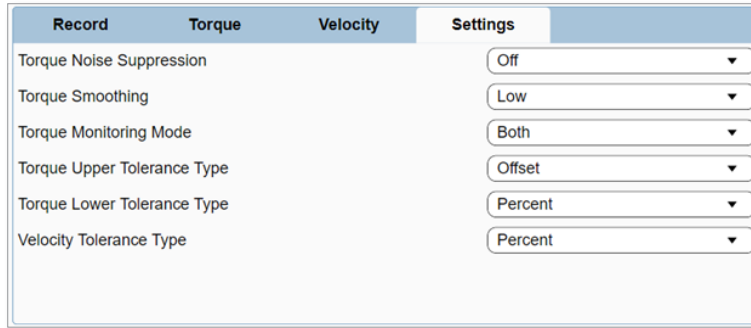 Record Torque Velocity Settings
Torque Noise Suppression Off
Torque Smoothing Low
Torque Monitoring Mode Both
Torque Upper Tolerance Type Offset
Torque Lower Tolerance Type Percent
Velocity Tolerance Type Percent